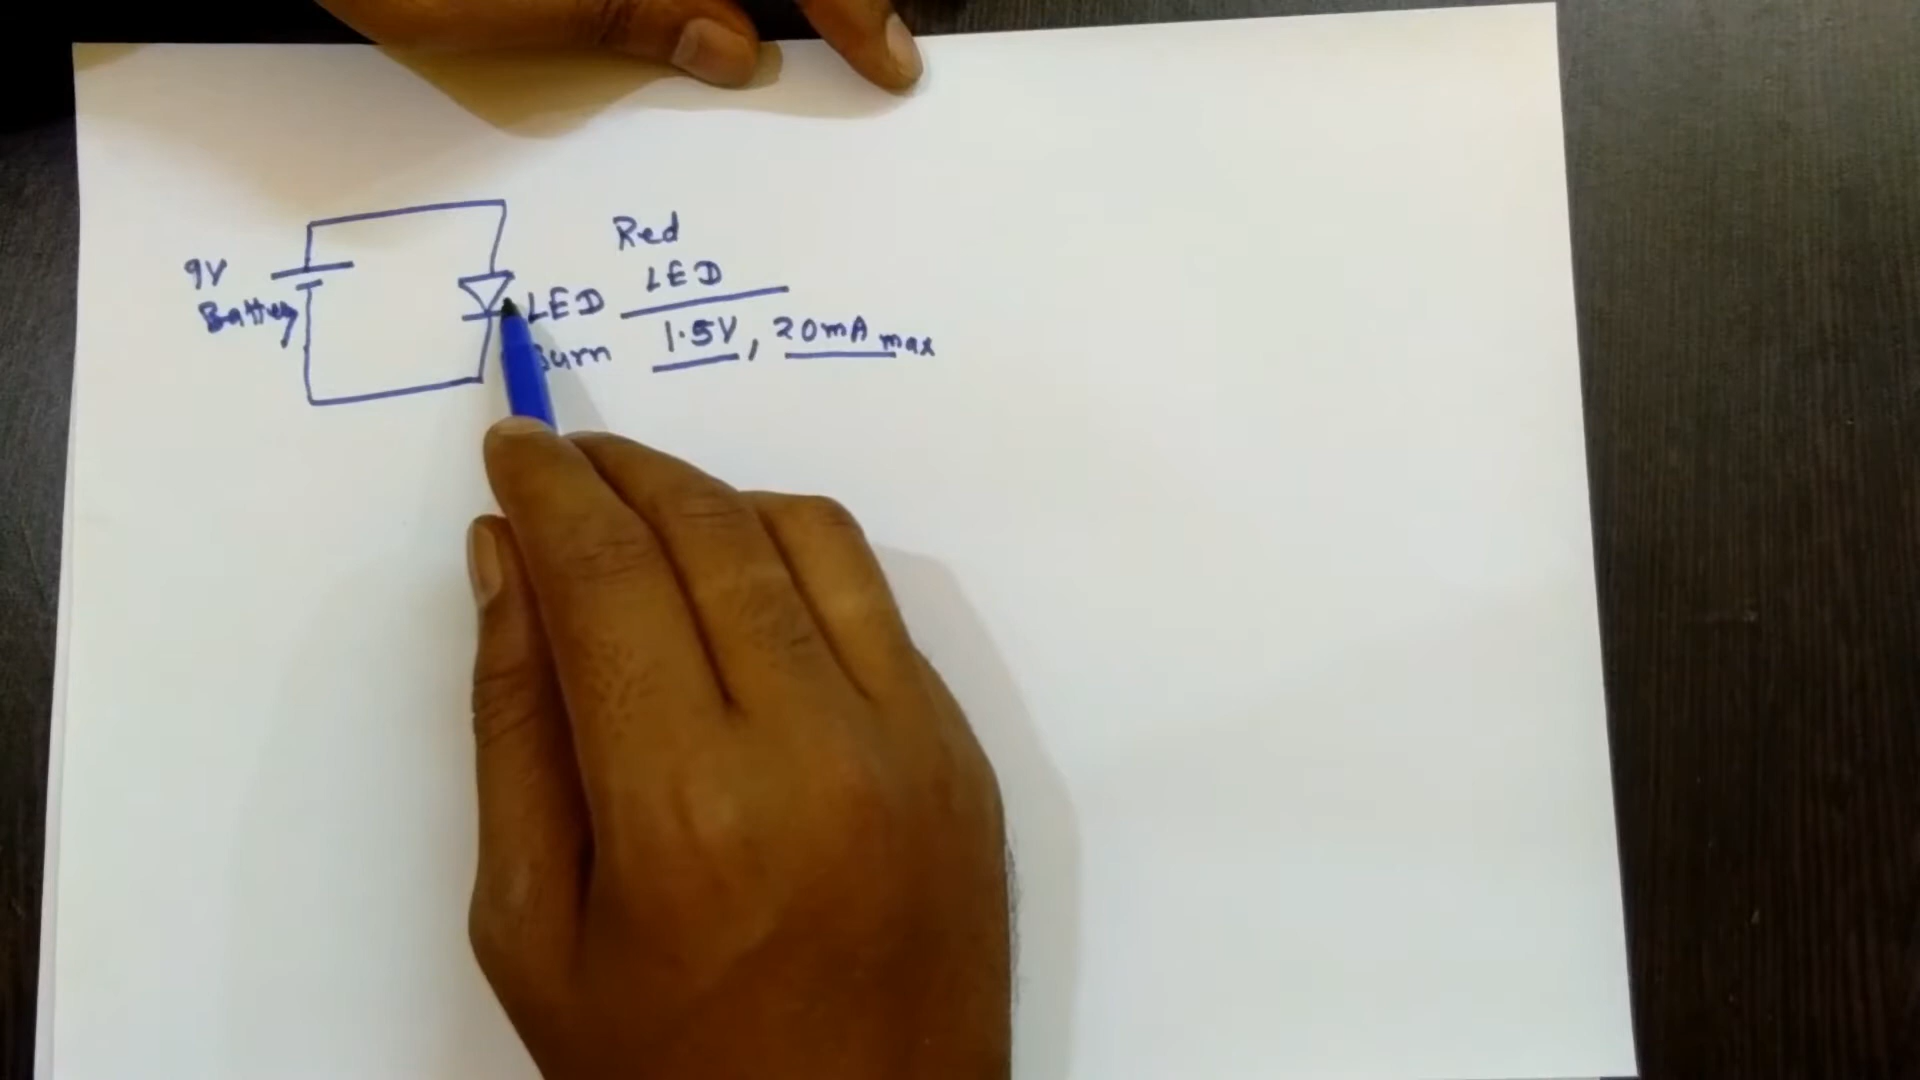 9V
Battery
LED
Burn
Red
LED
1.5V, 20mA max